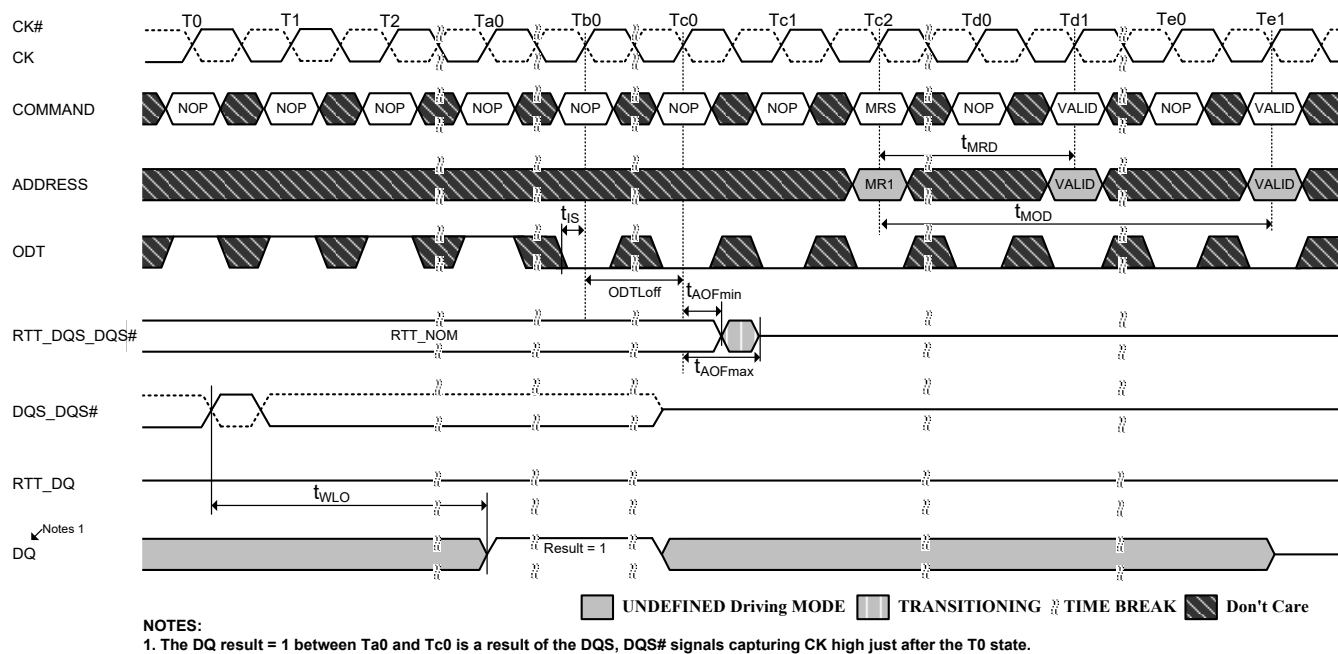 CK#
T0 T1 T2 Ta0 Tb0 Tc0 Tc1 Tc2 Td0 Td1 Te0 Te1
CK
COMMAND NOP NOP NOP NOP NOP NOP NOP MRS NOP VALID NOP VALID
tMRD
ADDRESS MR1 VALID VALID
tIS
tMOD
ODT
ODTLoff
tAOFmin
RTT_DQS_DQS# RTT_NOM
tAOFmax
DQS_DQS#
RTT_DQ
tWLO
Notes 1
DQ Result = 1
UNDEFINED Driving MODE TRANSITIONING TIME BREAK Don't Care
NOTES:
1. The DQ result = 1 between Ta0 and Tc0 is a result of the DQS, DQS# signals capturing CK high just after the T0 state.